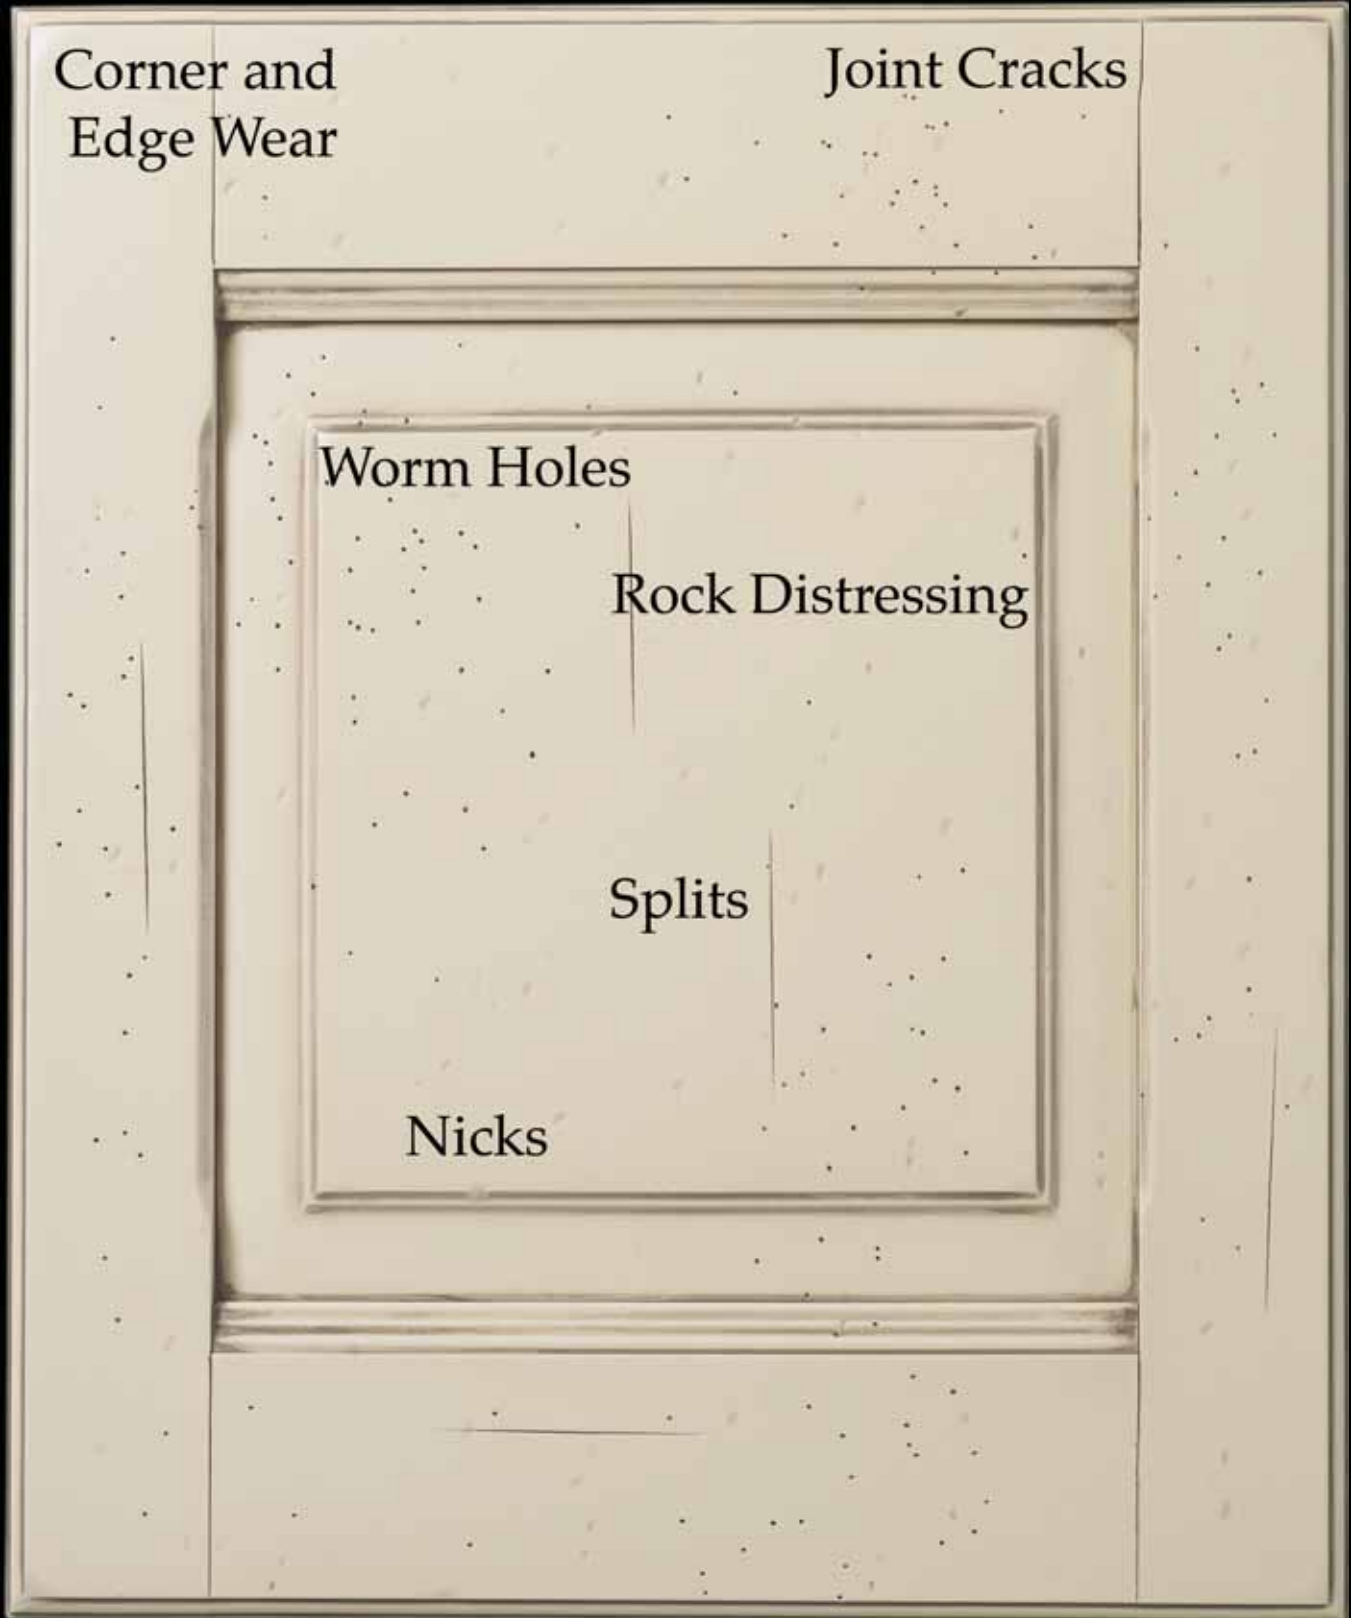 Corner and
Edge Wear
Joint Cracks
Worm Holes
Rock Distressing
Splits
Nicks